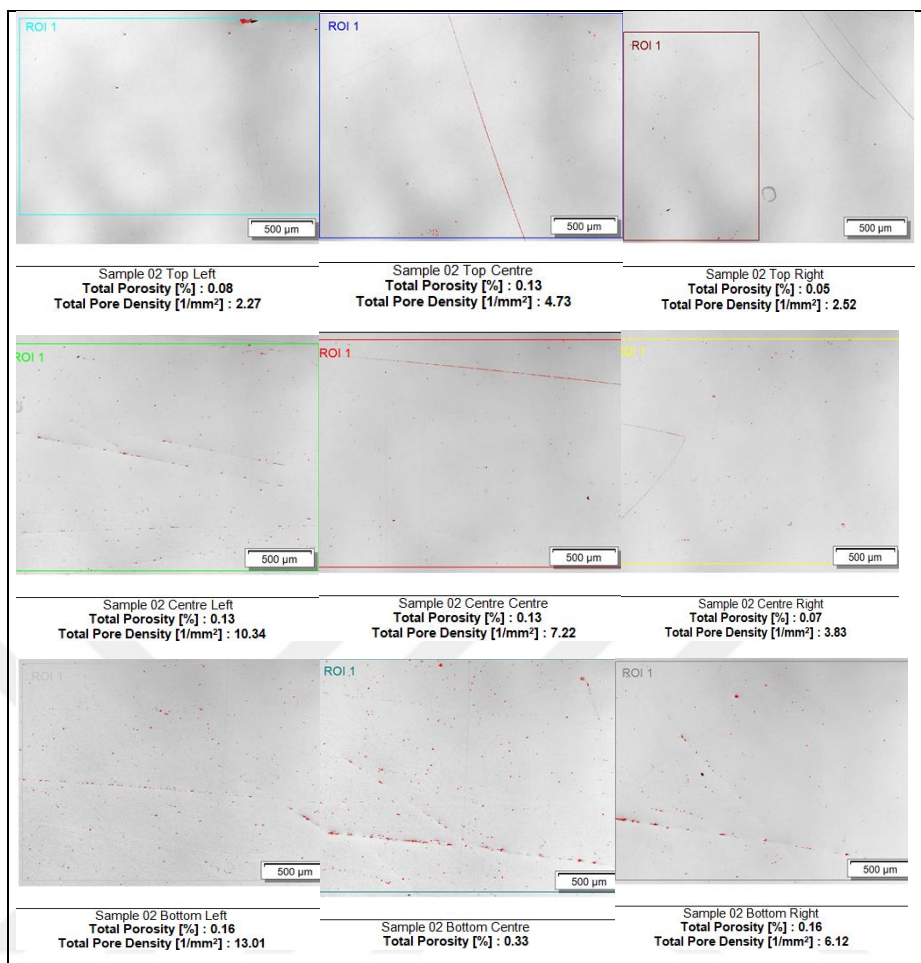 ROI 1
ROI 1
ROI 1
500 µm
500 µm
500 µm
Sample 02 Top Left
Total Porosity [%] : 0.08
Total Pore Density [1/mm²] : 2.27
Sample 02 Top Centre
Total Porosity [%] : 0.13
Total Pore Density [1/mm²] : 4.73
Sample 02 Top Right
Total Porosity [%] : 0.05
Total Pore Density [1/mm²] : 2.52
ROI 1
ROI 1
ROI 1
500 µm
500 µm
500 µm
Sample 02 Centre Left
Total Porosity [%] : 0.13
Total Pore Density [1/mm²] : 10.34
Sample 02 Centre Centre
Total Porosity [%] : 0.13
Total Pore Density [1/mm²] : 7.22
Sample 02 Centre Right
Total Porosity [%] : 0.07
Total Pore Density [1/mm²] : 3.83
ROI 1
ROI 1
ROI 1
500 µm
500 µm
500 µm
Sample 02 Bottom Left
Total Porosity [%] : 0.16
Total Pore Density [1/mm²] : 13.01
Sample 02 Bottom Centre
Total Porosity [%] : 0.33
Sample 02 Bottom Right
Total Porosity [%] : 0.16
Total Pore Density [1/mm²] : 6.12